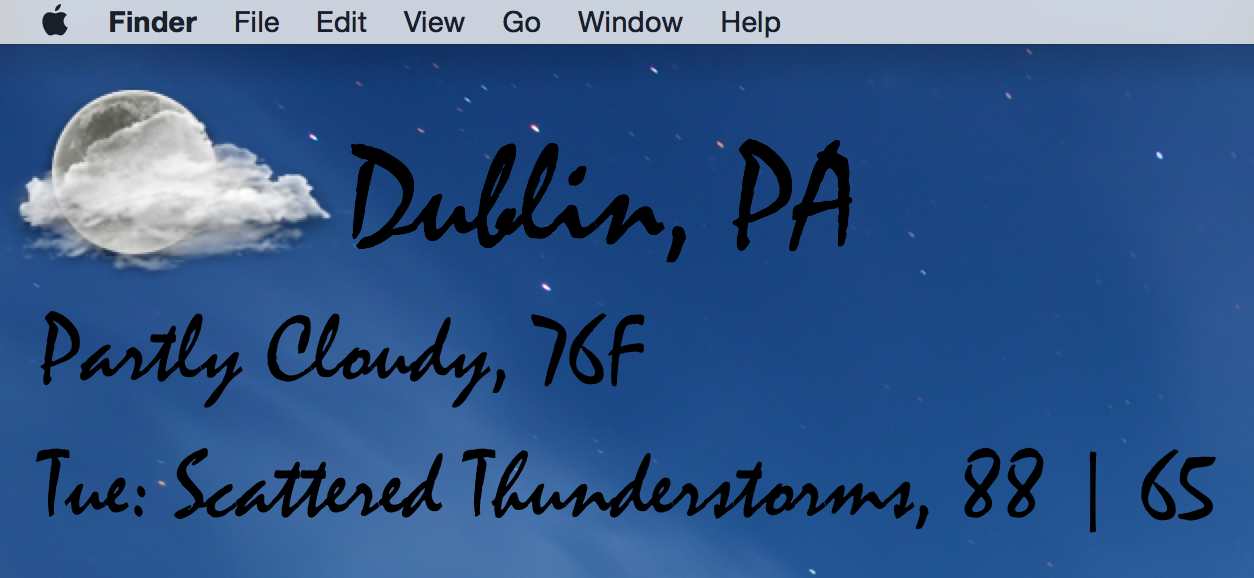 Finder File Edit View Go Window Help
Dublin, PA
Partly Cloudy, 76F
Tue: Scattered Thunderstorms, 88 | 65